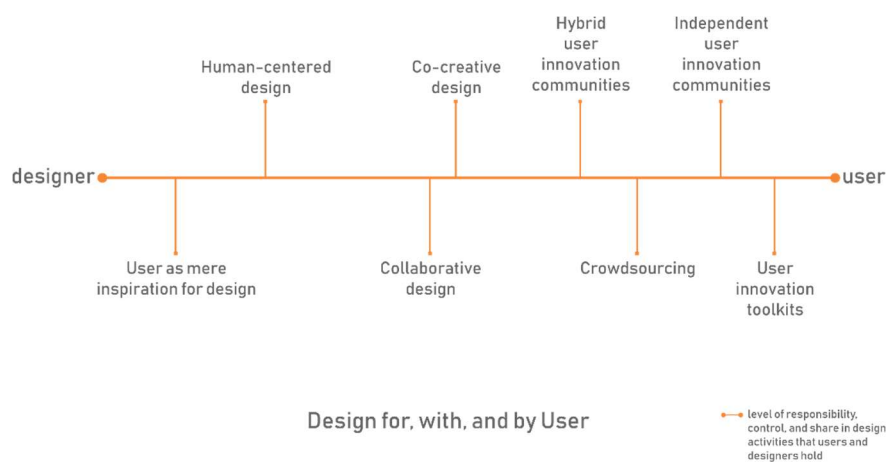 Hybrid
user
innovation
communities
Independent
user
innovation
communities
Human-centered
design
Co-creative
design
designer
user
User as mere
inspiration for design
Collaborative
design
Crowdsourcing
User
innovation
toolkits
Design for, with, and by User
level of responsibility,
control, and share in design
activities that users and
designers hold